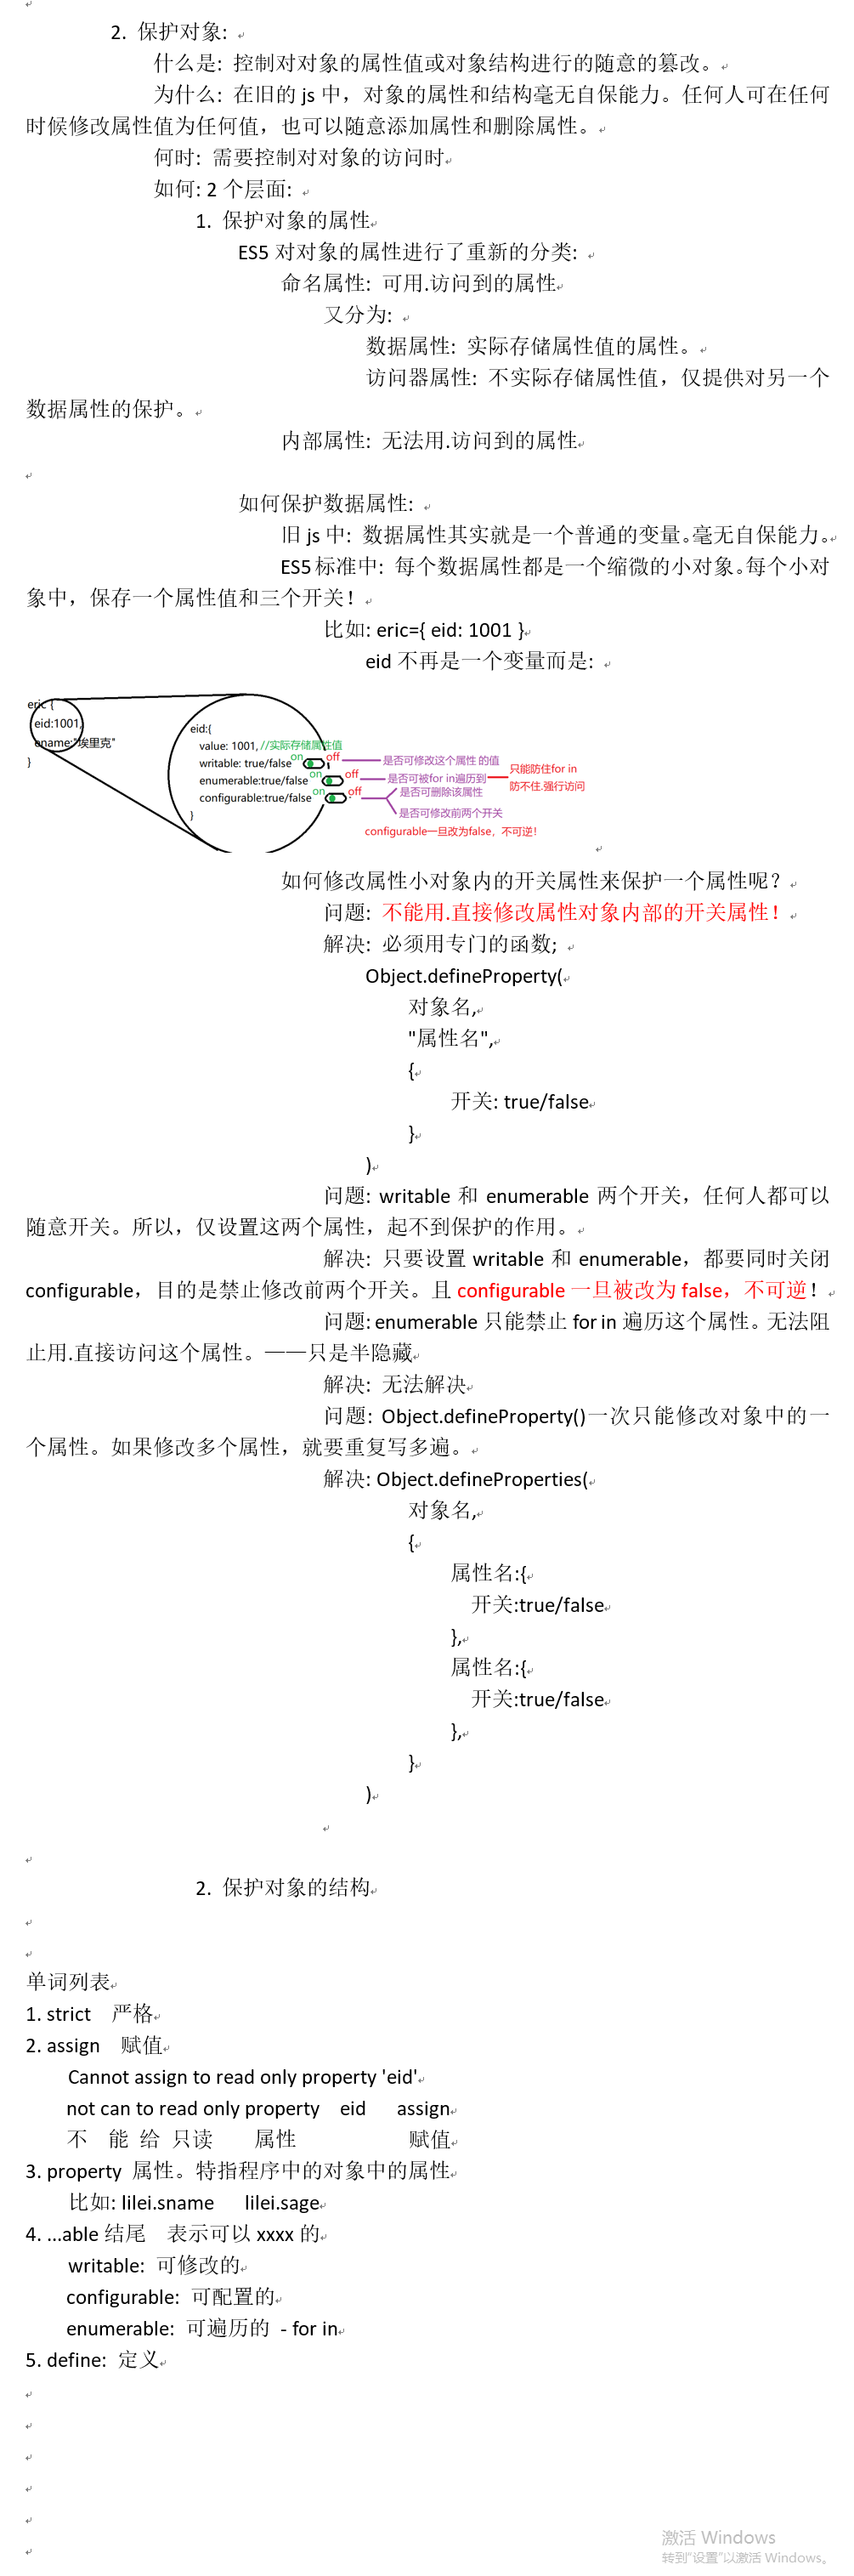 2. 保护对象:
什么是: 控制对对象的属性值或对象结构进行的随意的篡改。
为什么: 在旧的 js 中，对象的属性和结构毫无自保能力。任何人可在任何
时候修改属性值为任何值，也可以随意添加属性和删除属性。
何时: 需要控制对对象的访问时
如何: 2 个层面:
1. 保护对象的属性
ES5 对对象的属性进行了重新的分类:
命名属性: 可用.访问到的属性
又分为:
数据属性: 实际存储属性值的属性。
访问器属性: 不实际存储属性值，仅提供对另一个
数据属性的保护。
内部属性: 无法用.访问到的属性
如何保护数据属性:
旧 js 中: 数据属性其实就是一个普通的变量。毫无自保能力。
ES5 标准中: 每个数据属性都是一个缩微的小对象。每个小对
象中，保存一个属性值和三个开关！
比如: eric={ eid: 1001 }
eid 不再是一个变量而是:
eric {
eid:1001,
ename:"埃里克"
}
eid:{
value: 1001, //实际存储属性值
writable: true/false on off 是否可修改这个属性 的值
enumerable:true/false on off 是否可被for in遍历到 只能防住for in
防不住.强行访问
configurable:true/false on off 是否可删除该属性
是否可修改前两个开关
}
configurable一旦改为false，不可逆!
如何修改属性小对象内的开关属性来保护一个属性呢？
问题: 不能用.直接修改属性对象内部的开关属性！
解决: 必须用专门的函数;
Object.defineProperty(
对象名,
"属性名",
{
开关: true/false
}
)
问题: writable 和 enumerable 两个开关，任何人都可以
随意开关。所以，仅设置这两个属性，起不到保护的作用。
解决: 只要设置 writable 和 enumerable，都要同时关闭
configurable，目的是禁止修改前两个开关。且 configurable 一旦被改为 false，不可逆！
问题: enumerable 只能禁止 for in 遍历这个属性。无法阻
止用.直接访问这个属性。——只是半隐藏
解决: 无法解决
问题: Object.defineProperty()一次只能修改对象中的一
个属性。如果修改多个属性，就要重复写多遍。
解决: Object.defineProperties(
对象名,
{
属性名:{
开关:true/false
},
属性名:{
开关:true/false
},
}
)
2. 保护对象的结构
单词列表
1. strict 严格
2. assign 赋值
Cannot assign to read only property 'eid'
not can to read only property eid assign
不 能 给 只读 属性 赋值
3. property 属性。特指程序中的对象中的属性
比如: lilei.sname lilei.sage
4. ...able 结尾 表示可以 xxxx 的
writable: 可修改的
configurable: 可配置的
enumerable: 可遍历的 - for in
5. define: 定义
激活 Windows
转到"设置"以激活 Windows。